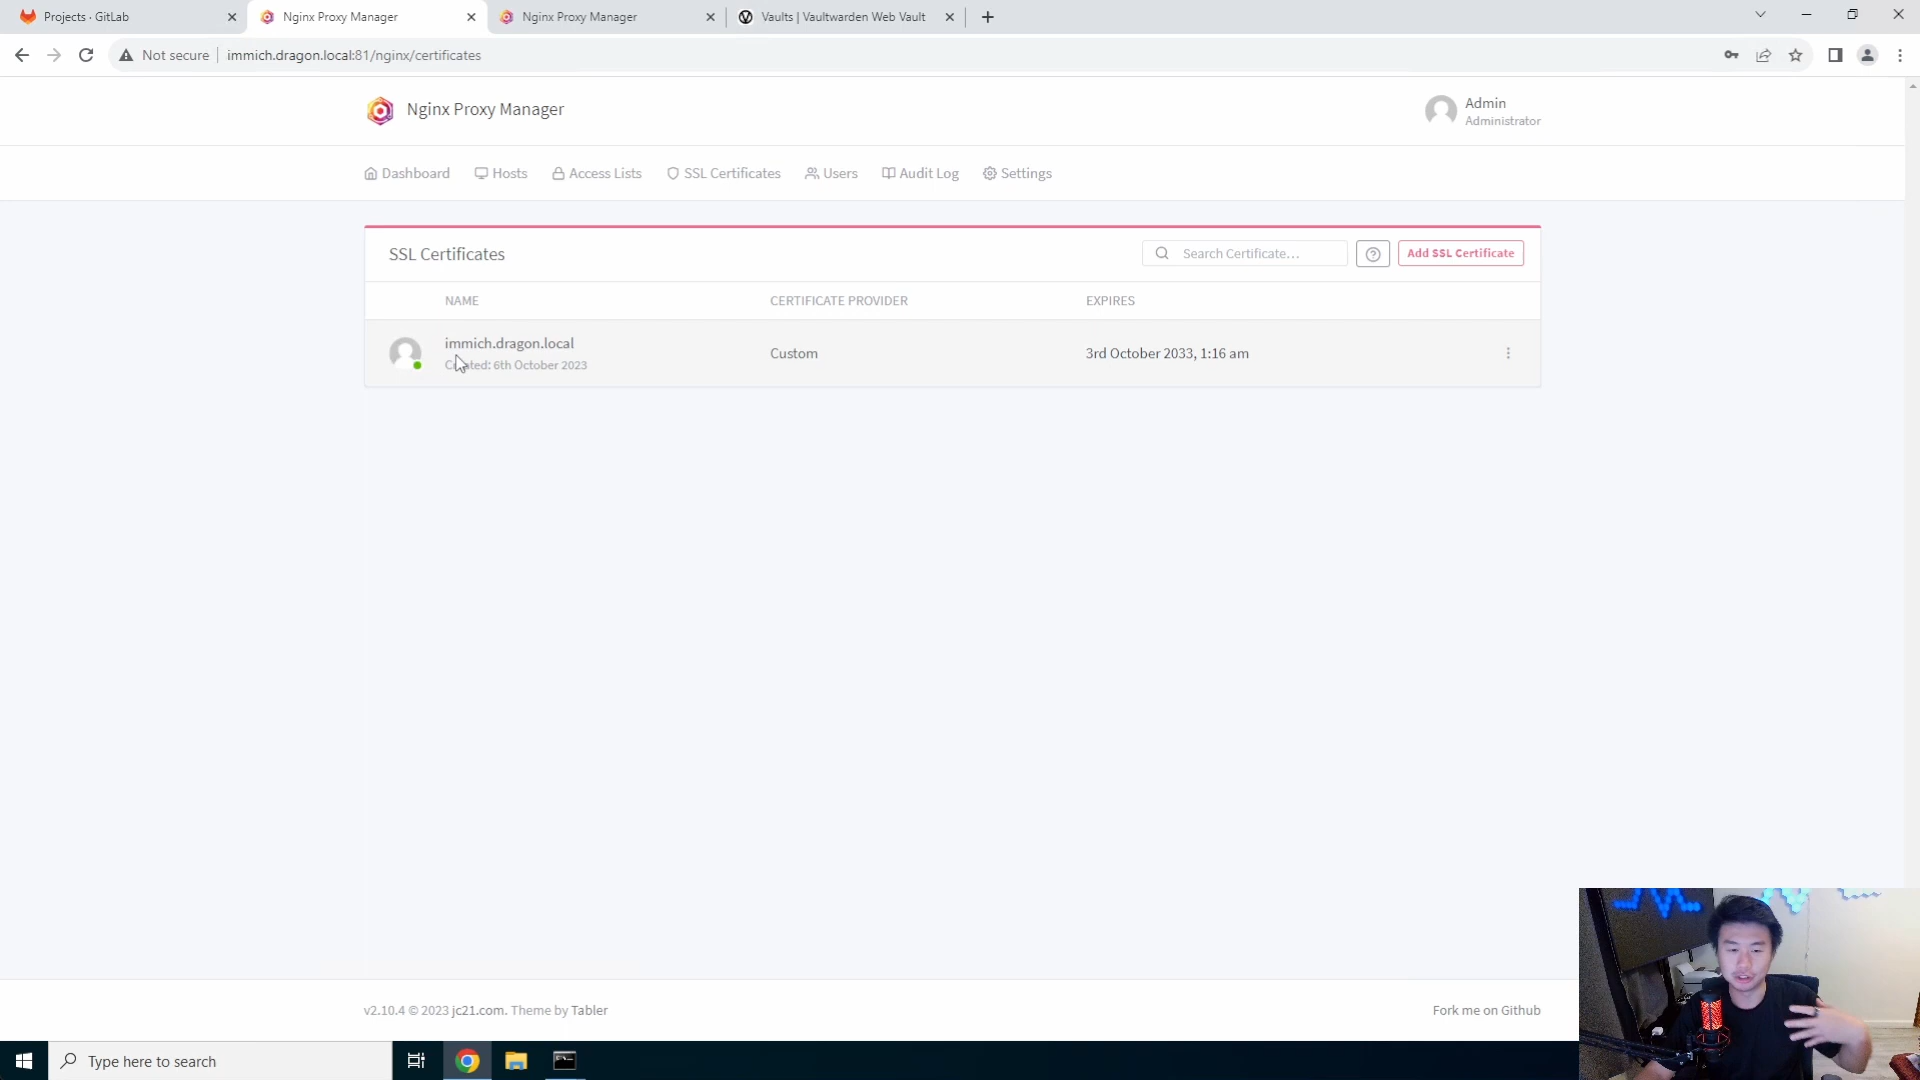 Projects · GitLab
Nginx Proxy Manager
Nginx Proxy Manager
Vaults | Vaultwarden Web Vault
Not secure
immich.dragon.local:81/nginx/certificates
Nginx Proxy Manager
Admin
Administrator
Dashboard
Hosts
Access Lists
SSL Certificates
Users
Audit Log
Settings
SSL Certificates
Search Certificate…
Add SSL Certificate
NAME
CERTIFICATE PROVIDER
EXPIRES
immich.dragon.local
Created: 6th October 2023
Custom
3rd October 2033, 1:16 am
v2.10.4 © 2023 jc21.com. Theme by Tabler
Fork me on Github
Type here to search